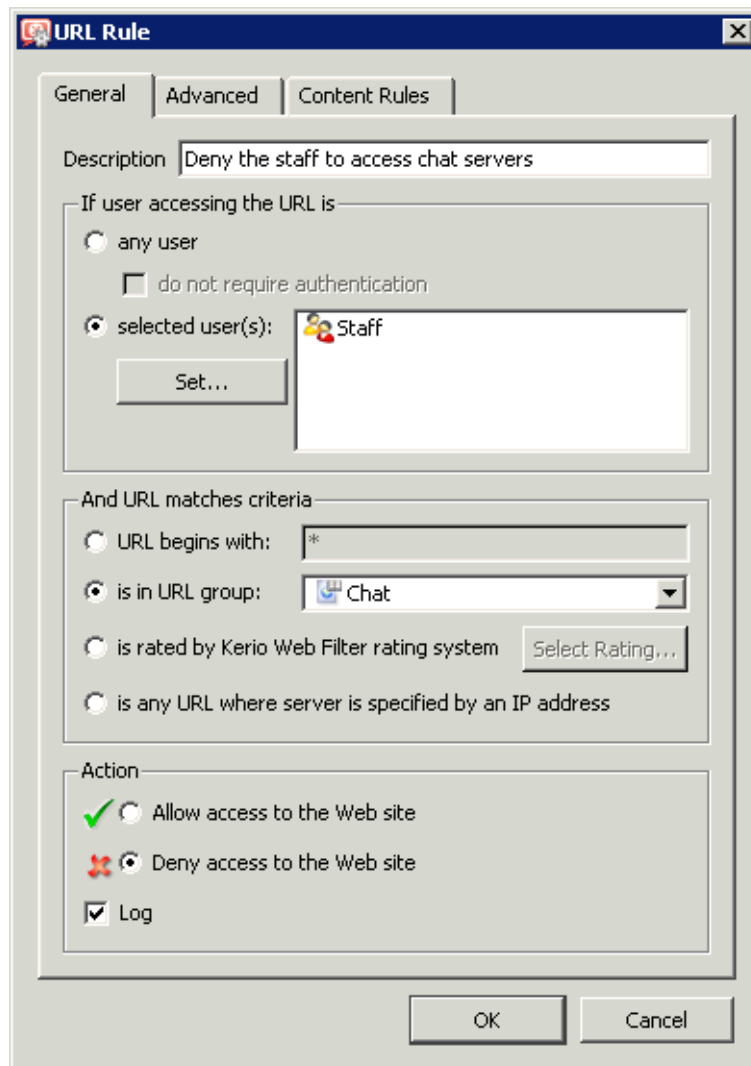 URL Rule
General Advanced Content Rules
Description Deny the staff to access chat servers
If user accessing the URL is
any user
do not require authentication
selected user(s): Staff
Set...
And URL matches criteria
URL begins with: *
is in URL group: Chat
is rated by Kerio Web Filter rating system Select Rating...
is any URL where server is specified by an IP address
Action
Allow access to the Web site
Deny access to the Web site
Log
OK Cancel